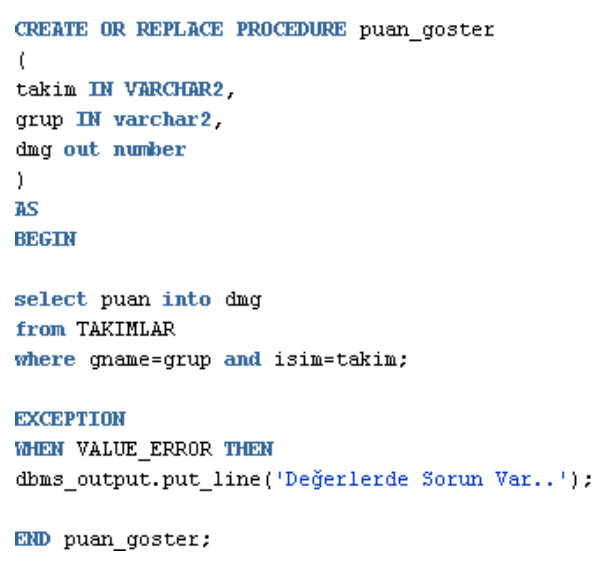 CREATE OR REPLACE PROCEDURE puan_goster
(
takim IN VARCHAR2,
grup IN varchar2,
dmg out number
)
AS
BEGIN
select puan into dmg
from TAKIMLAR
where gname=grup and isim=takim;
EXCEPTION
WHEN VALUE_ERROR THEN
dbms_output.put_line('Değerlerde Sorun Var..');
END puan_goster;